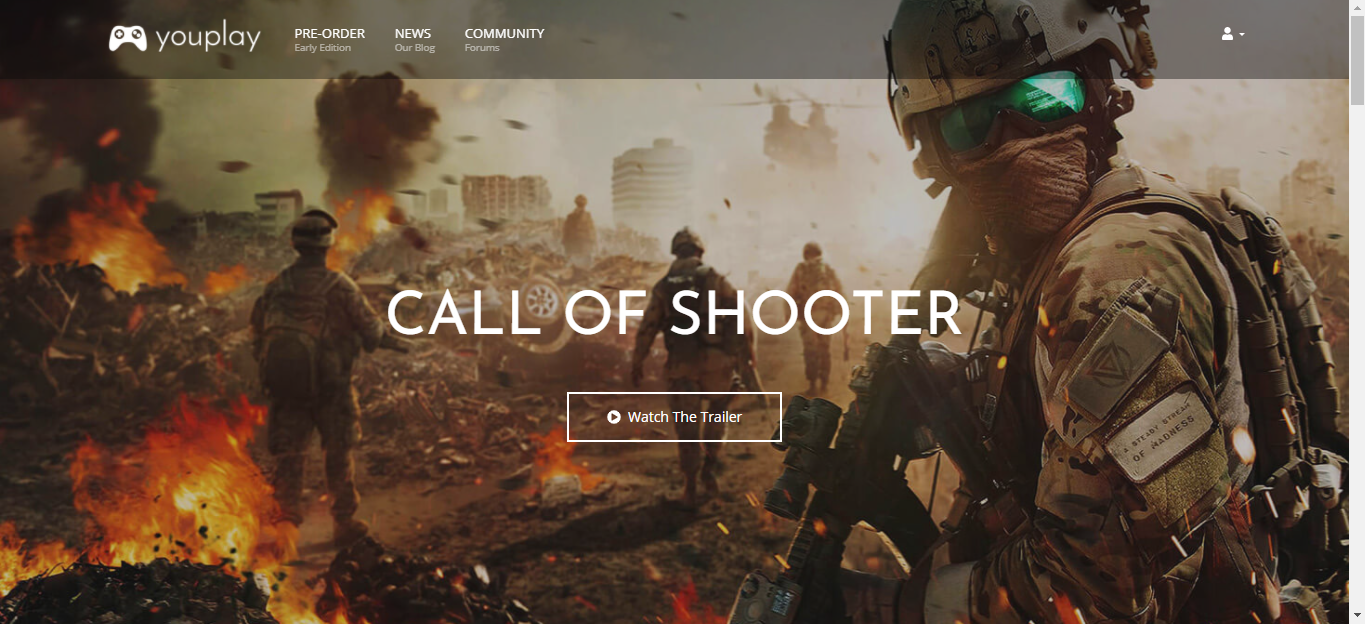 youplay
PRE-ORDER
Early Edition
NEWS
Our Blog
COMMUNITY
Forums
CALL OF SHOOTER
Watch The Trailer
A STEADY STREAM
OF MADNESS